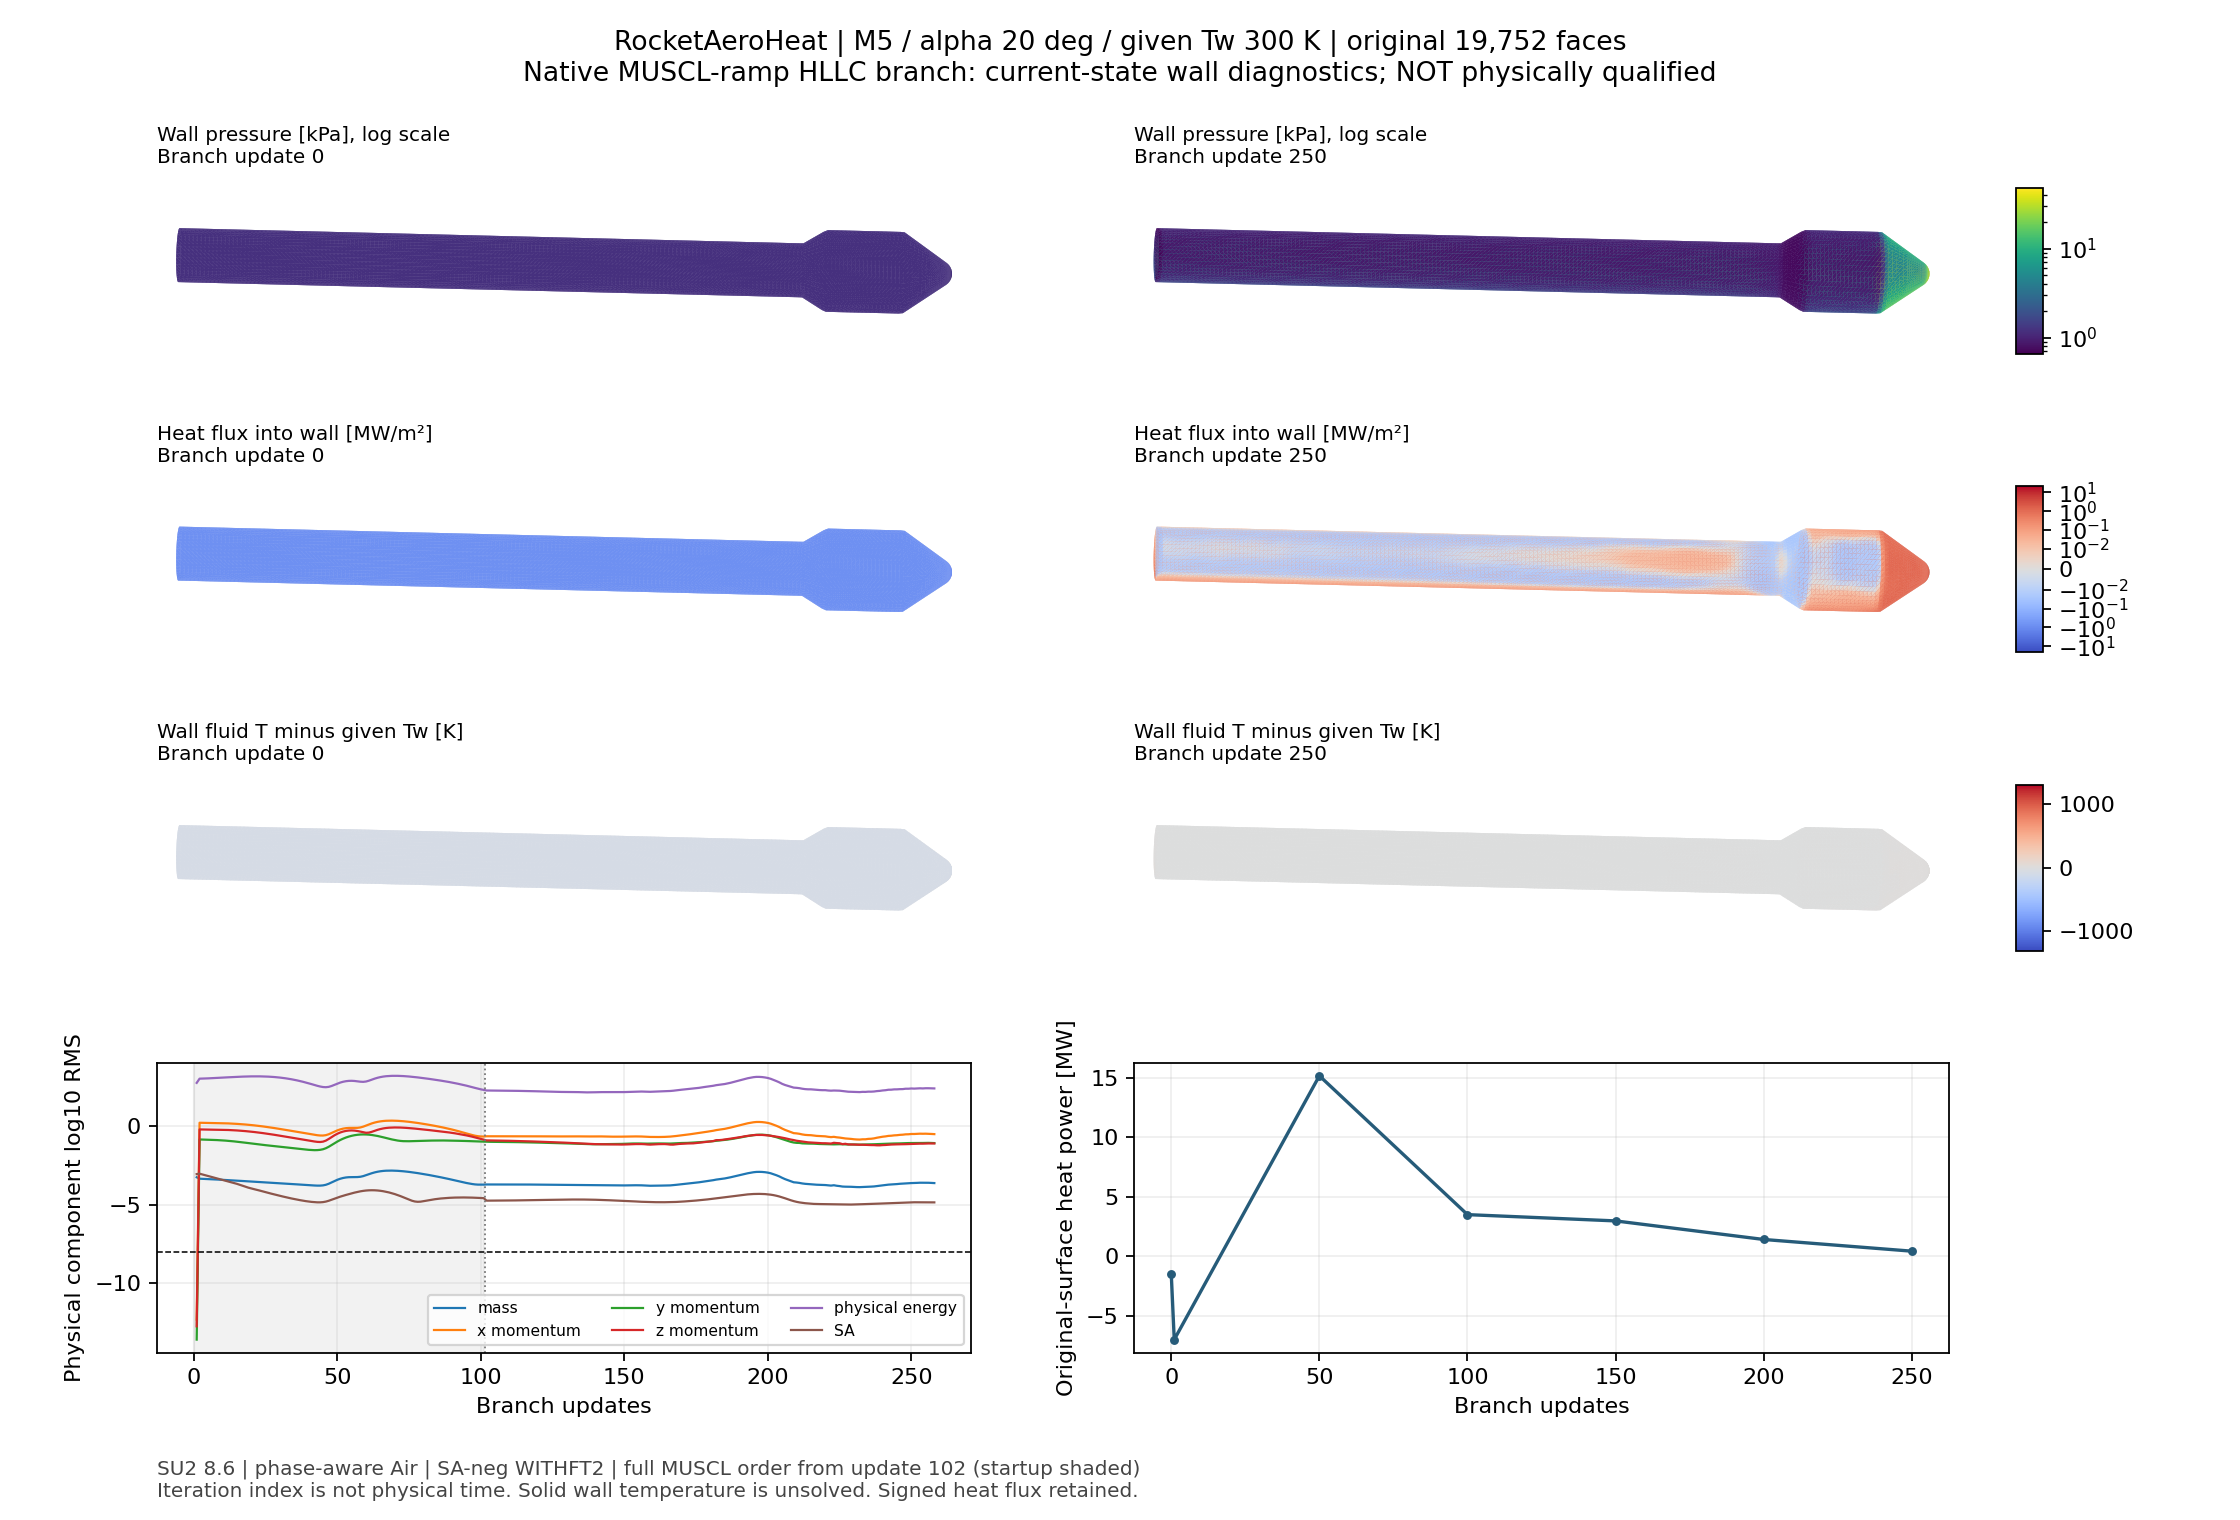 RocketAeroHeat | M5 / alpha 20 deg / given Tw 300 K | original 19,752 faces
Native MUSCL-ramp HLLC branch: current-state wall diagnostics; NOT physically qualified
Wall pressure [kPa], log scale
Branch update 0
Wall pressure [kPa], log scale
Branch update 250
10¹
10⁰
Heat flux into wall [MW/m²]
Branch update 0
Heat flux into wall [MW/m²]
Branch update 250
10¹
10⁰
10⁻¹
10⁻²
0
−10⁻²
−10⁻¹
−10⁰
−10¹
Wall fluid T minus given Tw [K]
Branch update 0
Wall fluid T minus given Tw [K]
Branch update 250
1000
0
−1000
Physical component log10 RMS
0
−5
−10
mass
x momentum
y momentum
z momentum
physical energy
SA
0 50 100 150 200 250
Branch updates
Original-surface heat power [MW]
15
10
5
0
−5
0 50 100 150 200 250
Branch updates
SU2 8.6 | phase-aware Air | SA-neg WITHFT2 | full MUSCL order from update 102 (startup shaded)
Iteration index is not physical time. Solid wall temperature is unsolved. Signed heat flux retained.